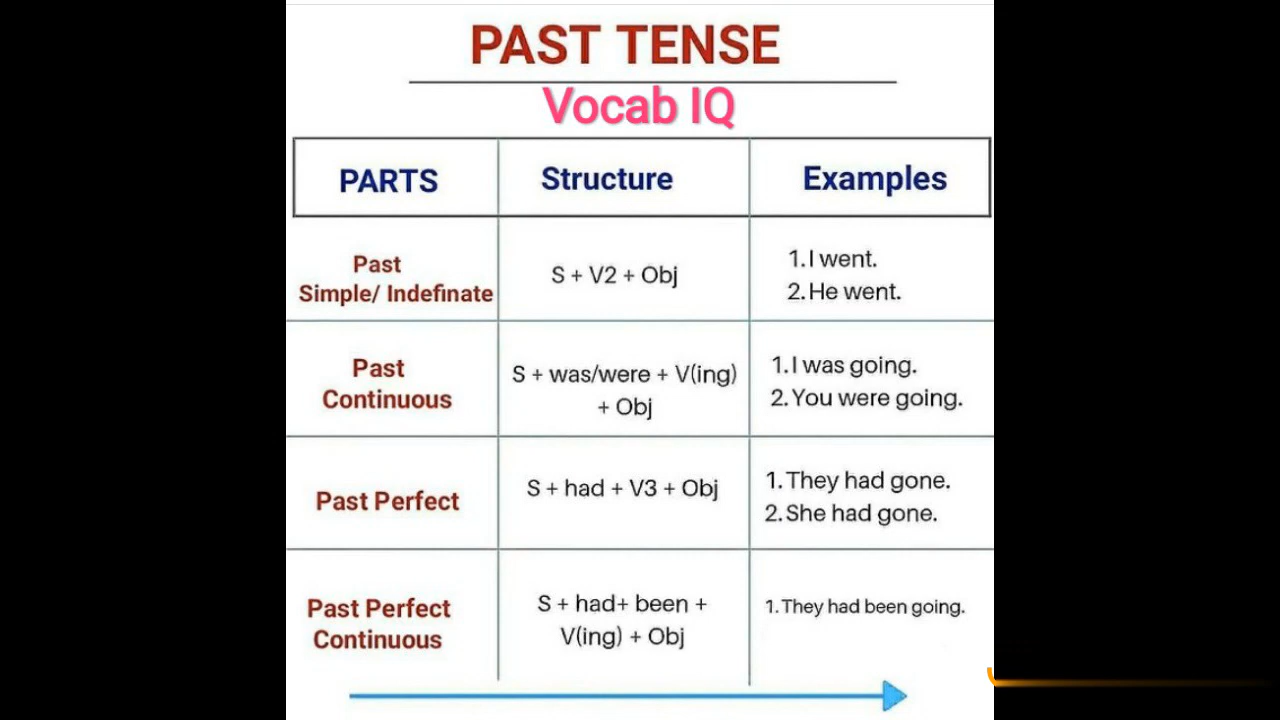 PAST TENSE
Vocab IQ
PARTS
Structure
Examples
Past
Simple/ Indefinate
S + V2 + Obj
1. I went.
2. He went.
Past
Continuous
S + was/were + V(ing)
+ Obj
1. I was going.
2. You were going.
Past Perfect
S + had + V3 + Obj
1. They had gone.
2. She had gone.
Past Perfect
Continuous
S + had+ been +
V(ing) + Obj
1. They had been going.